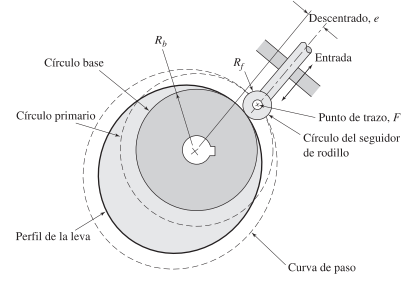 Descentrado, e
R_b
R_f
Círculo base
Entrada
Círculo primario
Punto de trazo, F
Círculo del seguidor
de rodillo
Perfil de la leva
Curva de paso